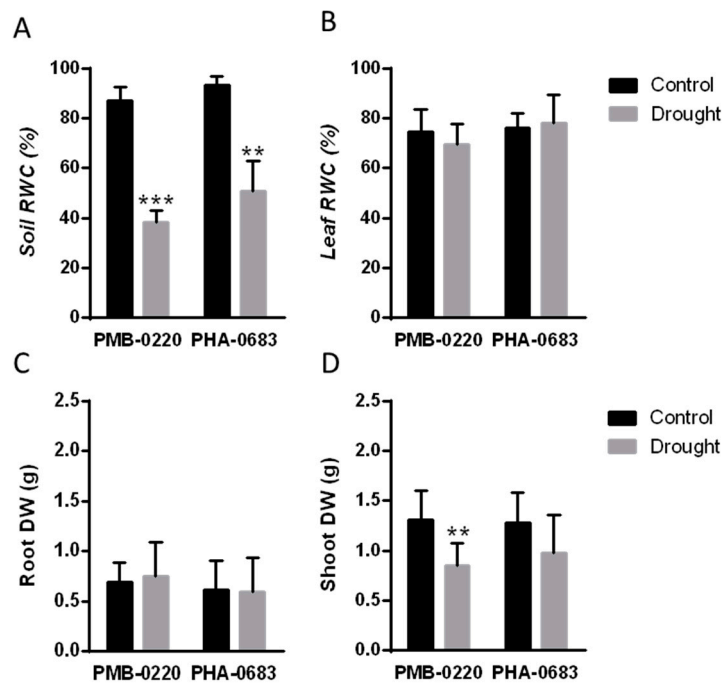 A
B
Soil RWC (%)
100
80
60
40
20
0
***
**
PMB-0220 PHA-0683
Leaf RWC (%)
100
80
60
40
20
0
PMB-0220 PHA-0683
Control
Drought
C
D
Root DW (g)
2.5
2.0
1.5
1.0
0.5
0.0
PMB-0220 PHA-0683
Shoot DW (g)
2.5
2.0
1.5
1.0
0.5
0.0
**
PMB-0220 PHA-0683
Control
Drought